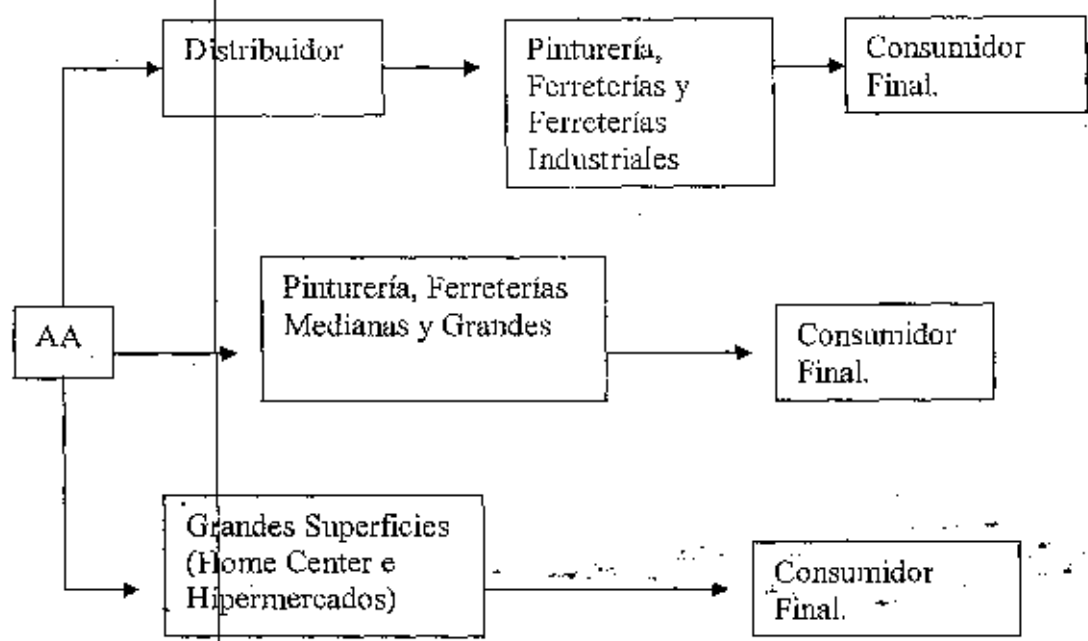 Distribuidor
Pinturería,
Ferreterías y
Ferreterías
Industriales
Consumidor
Final.
AA
Pinturería, Ferreterías
Medianas y Grandes
Consumidor
Final.
Grandes Superficies
(Home Center e
Hipermercados)
Consumidor
Final.